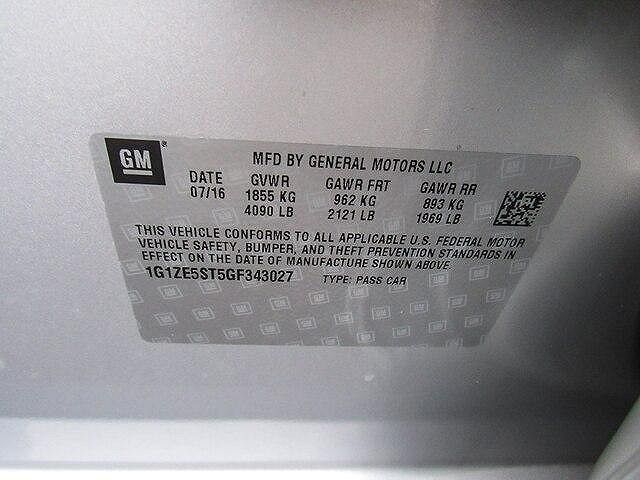 GM
MFD BY GENERAL MOTORS LLC
DATE GVWR GAWR FRT GAWR RR
07/16 1855 KG 962 KG 893 KG
4090 LB 2121 LB 1969 LB
THIS VEHICLE CONFORMS TO ALL APPLICABLE U.S. FEDERAL MOTOR
VEHICLE SAFETY, BUMPER, AND THEFT PREVENTION STANDARDS IN
EFFECT ON THE DATE OF MANUFACTURE SHOWN ABOVE.
1G1ZE5ST5GF343027 TYPE: PASS CAR